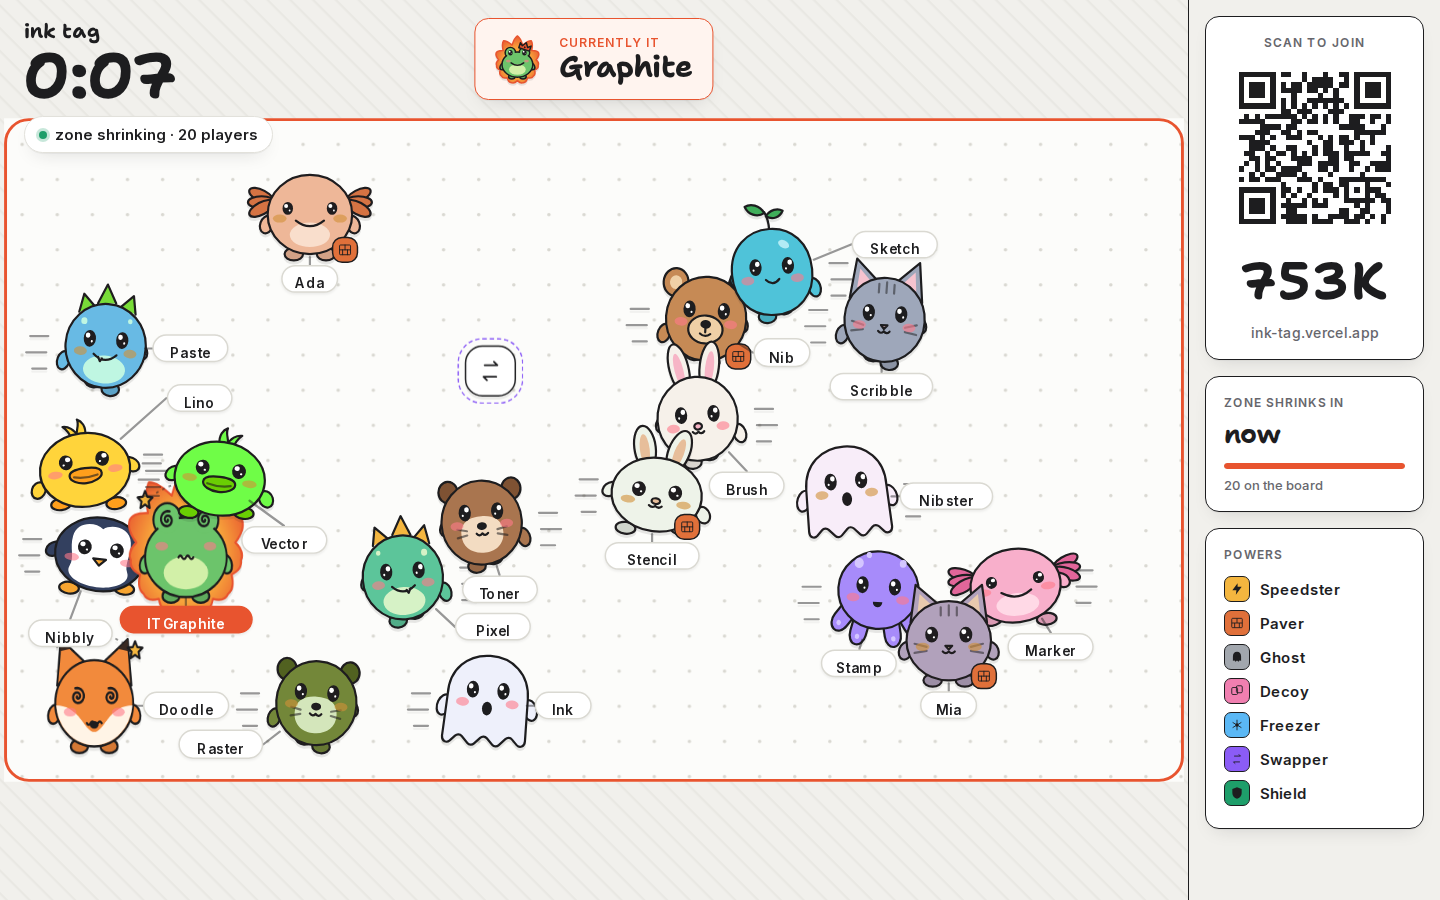 ink tag
0:07
CURRENTLY IT
Graphite
zone shrinking · 20 players
Ada
Sketch
Paste
Nib
Scribble
Lino
Brush
Nibster
Vector
Stencil
Toner
IT Graphite
Pixel
Nibbly
Marker
Stamp
Doodle
Ink
Mia
Raster
SCAN TO JOIN
753K
ink-tag.vercel.app
ZONE SHRINKS IN
now
20 on the board
POWERS
Speedster
Paver
Ghost
Decoy
Freezer
Swapper
Shield